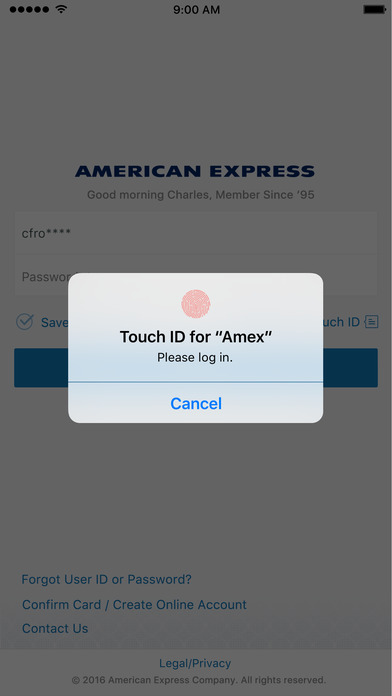 9:00 AM
AMERICAN EXPRESS
Good morning Charles, Member Since '95
cfro****
Touch ID for “Amex”
Please log in.
Cancel
Save
ID
Forgot User ID or Password?
Confirm Card / Create Online Account
Contact Us
Legal/Privacy
© 2016 American Express Company. All rights reserved.